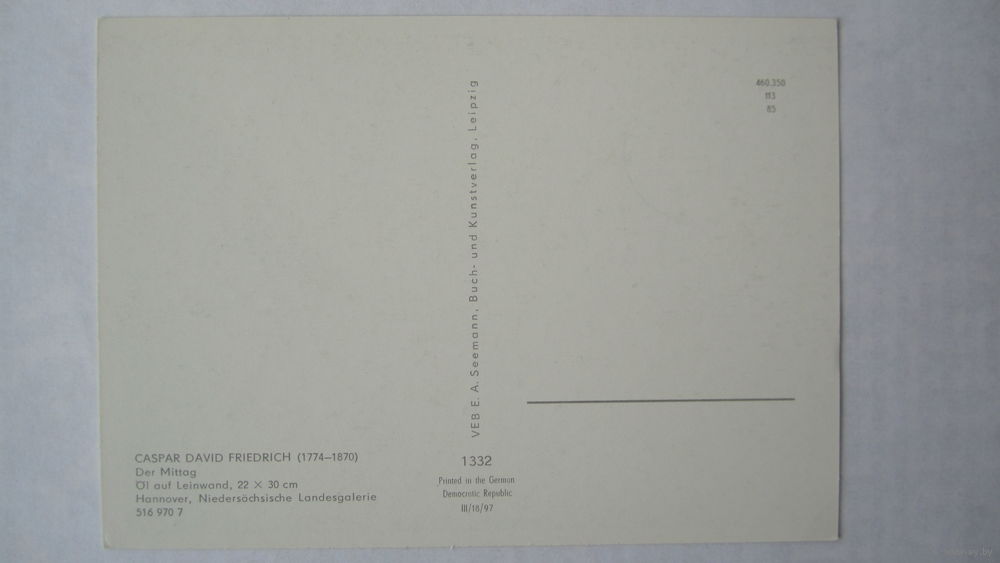 460.350
113
85
VEB E. A. Seemann, Buch- und Kunstverlag, Leipzig
CASPAR DAVID FRIEDRICH (1774–1870)
Der Mittag
Öl auf Leinwand, 22 × 30 cm
Hannover, Niedersächsische Landesgalerie
516 970 7
1332
Printed in the German
Democratic Republic
III/18/97